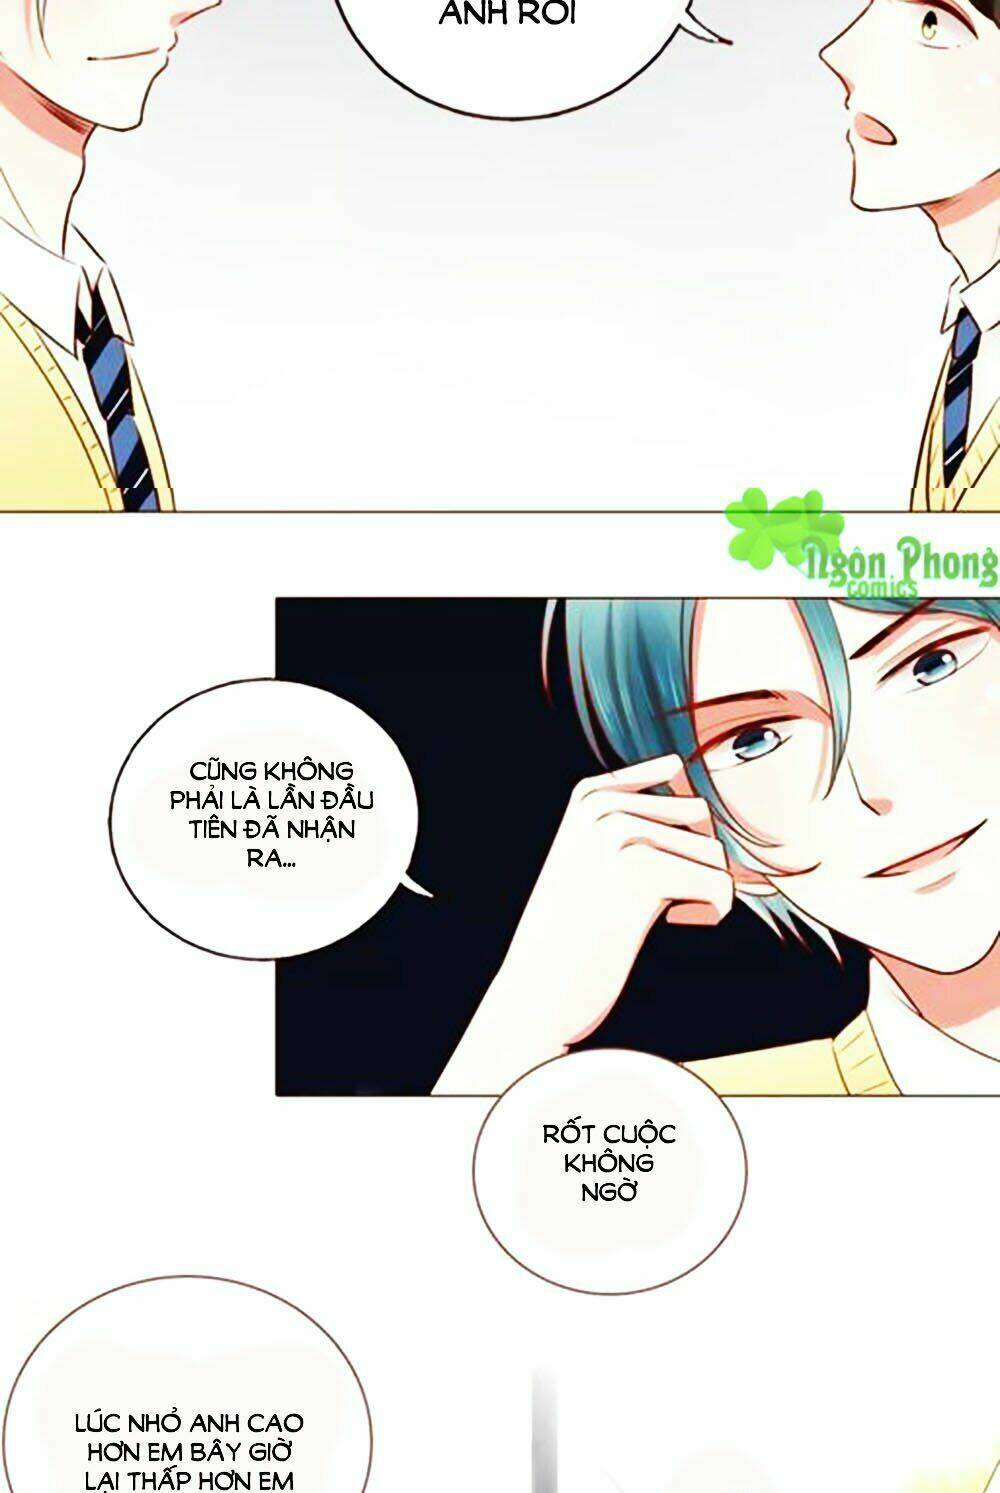 ANH RỒI
Ngôn Phong
comics
CŨNG KHÔNG
PHẢI LÀ LẦN ĐẦU
TIÊN ĐÃ NHẬN
RA...
RỐT CUỘC
KHÔNG
NGỜ
LÚC NHỎ ANH CAO
HƠN EM BÂY GIỜ
LẠI THẤP HƠN EM